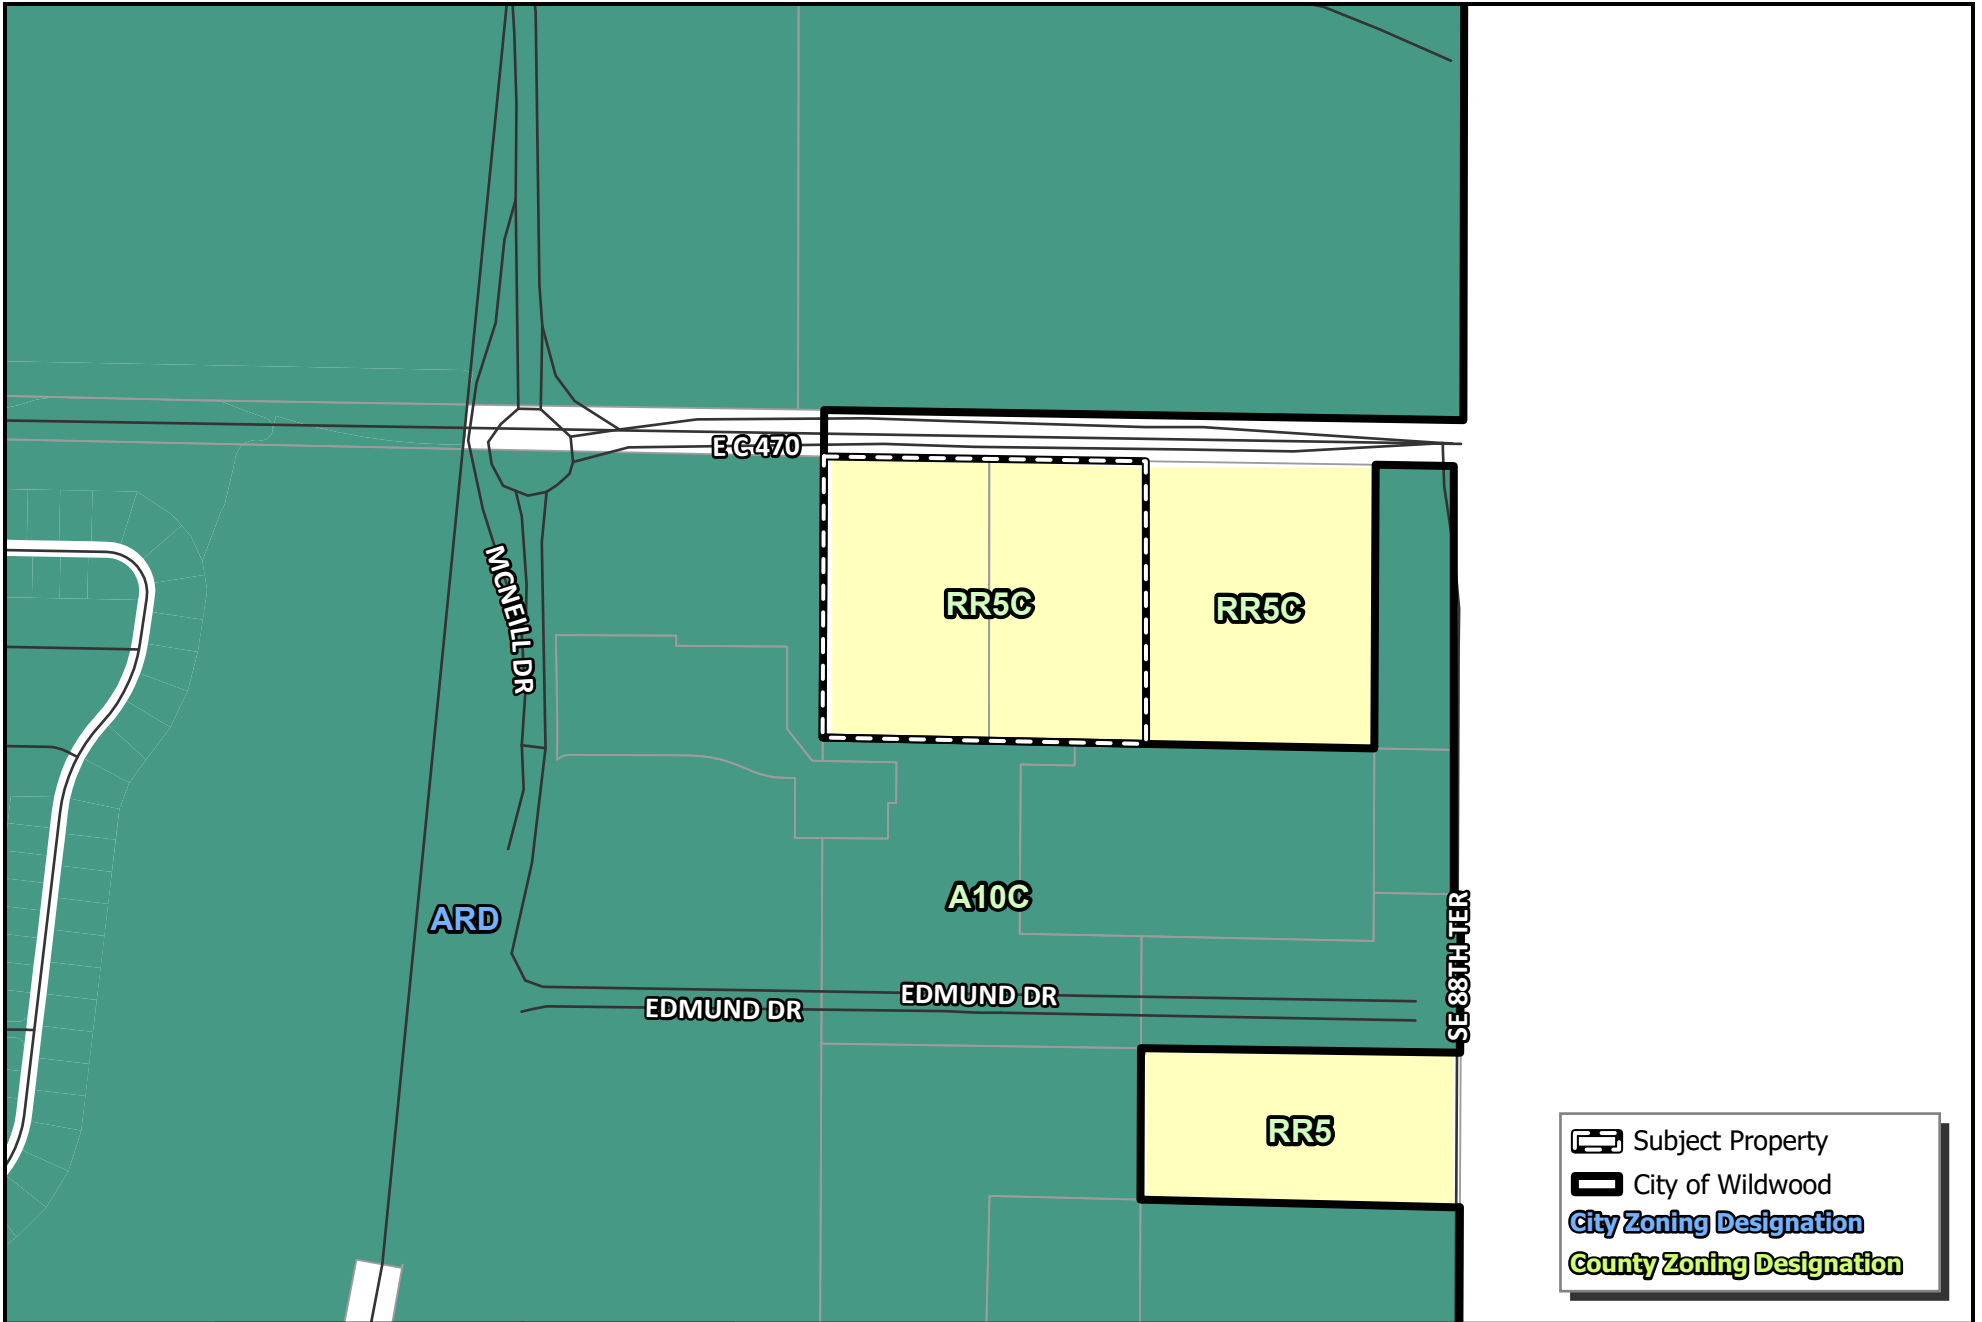 E C 470
MCNEILL DR
RR5C
RR5C
ARD
A10C
EDMUND DR
EDMUND DR
SE 88TH TER
RR5
Subject Property
City of Wildwood
City Zoning Designation
County Zoning Designation